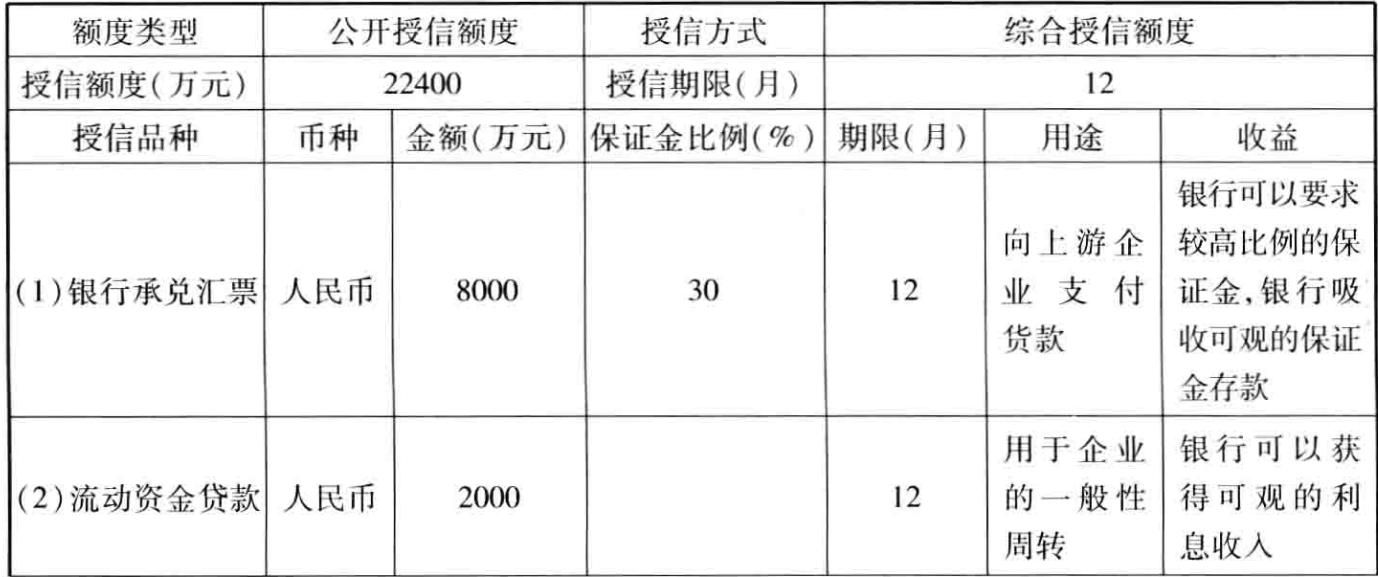 额度类型 公开授信额度 授信方式 综合授信额度
授信额度(万元) 22400 授信期限(月) 12
授信品种 币种 金额(万元) 保证金比例(%) 期限(月) 用途 收益
(1)银行承兑汇票 人民币 8000 30 12
向上游企
业支付
货款
银行可以要求
较高比例的保
证金,银行吸
收可观的保证
金存款
(2)流动资金贷款 人民币 2000 12
用于企业
的一般性
周转
银行可以获
得可观的利
息收入